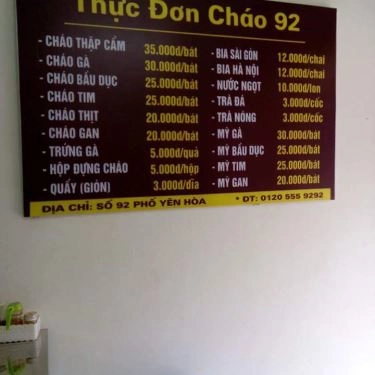 Thực Đơn Cháo 92
- CHÁO THẬP CẨM 35.000đ/bát
- CHÁO GÀ 30.000đ/bát
- CHÁO BẦU DỤC 25.000đ/bát
- CHÁO TIM 25.000đ/bát
- CHÁO THỊT 20.000đ/bát
- CHÁO GAN 20.000đ/bát
- TRỨNG GÀ 5.000đ/quả
- HỘP ĐỰNG CHÁO 5.000đ/hộp
- QUẨY (GIÒN) 3.000đ/đĩa
- BIA SÀI GÒN 12.000đ/chai
- BIA HÀ NỘI 12.000đ/chai
- NƯỚC NGỌT 10.000đ/lon
- TRÀ ĐÁ 3.000đ/cốc
- TRÀ NÓNG 3.000đ/cốc
- MỲ GÀ 30.000đ/bát
- MỲ BẦU DỤC 25.000đ/bát
- MỲ TIM 25.000đ/bát
- MỲ GAN 20.000đ/bát
ĐỊA CHỈ: SỐ 92 PHỐ YÊN HÒA * ĐT: 0120 555 9292